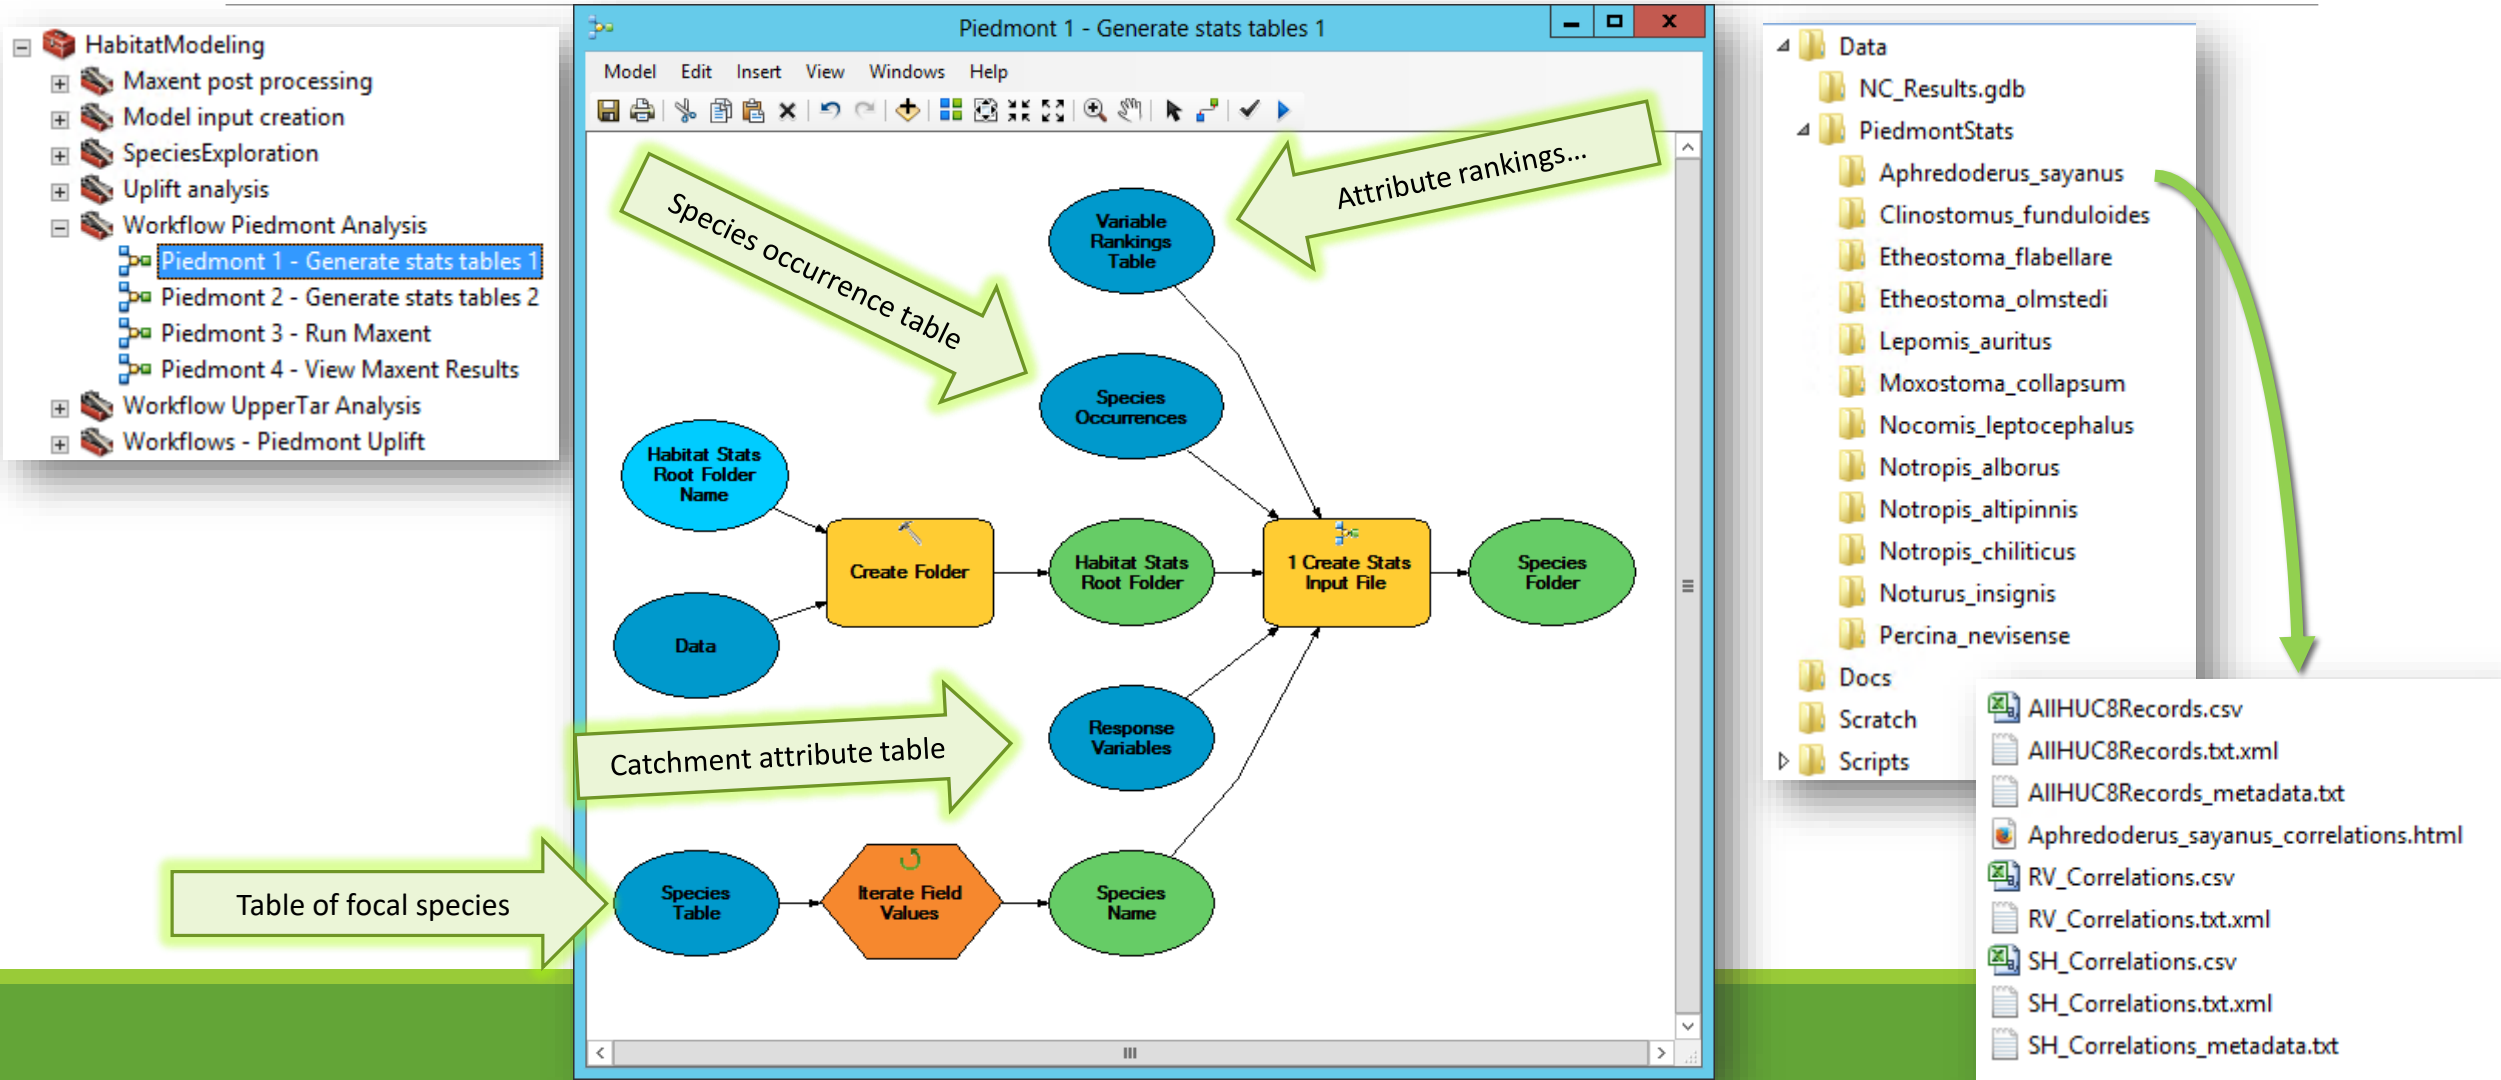 HabitatModeling
Maxent post processing
Model input creation
SpeciesExploration
Uplift analysis
Workflow Piedmont Analysis
Piedmont 1 - Generate stats tables 1
Piedmont 2 - Generate stats tables 2
Piedmont 3 - Run Maxent
Piedmont 4 - View Maxent Results
Workflow UpperTar Analysis
Workflows - Piedmont Uplift
Piedmont 1 - Generate stats tables 1
Model Edit Insert View Windows Help
Species occurrence table
Attribute rankings...
Variable
Rankings
Table
Species
Occurrences
Habitat Stats
Root Folder
Name
Create Folder
Habitat Stats
Root Folder
1 Create Stats
Input File
Species
Folder
Data
Catchment attribute table
Response
Variables
Table of focal species
Species
Table
Iterate Field
Values
Species
Name
Data
NC_Results.gdb
PiedmontStats
Aphredoderus_sayanus
Clinostomus_funduloides
Etheostoma_flabellare
Etheostoma_olmstedi
Lepomis_auritus
Moxostoma_collapsum
Nocomis_leptocephalus
Notropis_alborus
Notropis_altipinnis
Notropis_chiliticus
Noturus_insignis
Percina_nevisense
Docs
Scratch
Scripts
AllHUC8Records.csv
AllHUC8Records.txt.xml
AllHUC8Records_metadata.txt
Aphredoderus_sayanus_correlations.html
RV_Correlations.csv
RV_Correlations.txt.xml
SH_Correlations.csv
SH_Correlations.txt.xml
SH_Correlations_metadata.txt